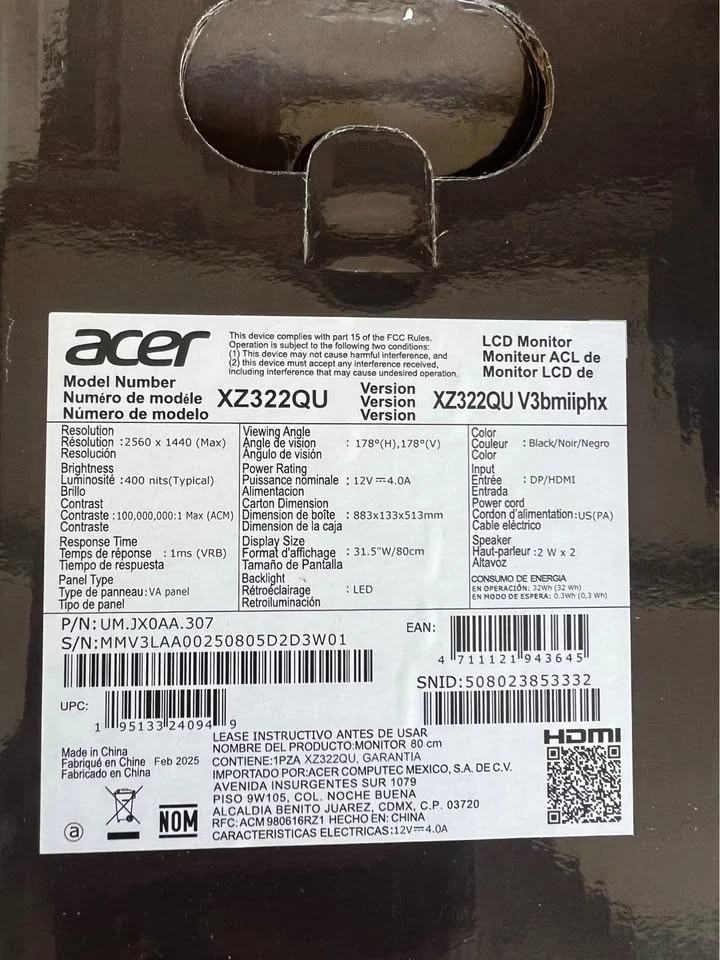 acer
This device complies with part 15 of the FCC Rules.
Operation is subject to the following two conditions:
(1) This device may not cause harmful interference, and
(2) this device must accept any interference received,
including interference that may cause undesired operation.
LCD Monitor
Moniteur ACL de
Monitor LCD de
Model Number
Numéro de modéle
Número de modelo
XZ322QU
Version
Version
Version
XZ322QU V3bmiiphx
Resolution
Résolution :2560 x 1440 (Max)
Resolución
Brightness
Luminosité :400 nits(Typical)
Brillo
Contrast
Contraste :100,000,000:1 Max (ACM)
Contraste
Response Time
Temps de réponse : 1ms (VRB)
Tiempo de respuesta
Panel Type
Type de panneau:VA panel
Tipo de panel
Viewing Angle
Angle de vision : 178°(H),178°(V)
Ángulo de visión
Power Rating
Puissance nominale : 12V⎓4.0A
Alimentacion
Carton Dimension
Dimension de boîte : 883x133x513mm
Dimension de la caja
Display Size
Format d'affichage : 31.5"W/80cm
Tamaño de Pantalla
Backlight
Rétroéclairage : LED
Retroiluminación
Color
Couleur : Black/Noir/Negro
Color
Input
Entrée : DP/HDMI
Entrada
Power cord
Cordon d'alimentation:US(PA)
Cable eléctrico
Speaker
Haut-parleur :2 W x 2
Altavoz
CONSUMO DE ENERGIA
EN OPERACIÓN: 32Wh (32 Wh)
EN MODO DE ESPERA: 0.3Wh (0,3 Wh)
P/N:UM.JX0AA.307
S/N:MMV3LAA00250805D2D3W01
EAN:
4 711121 943645
SNID:508023853332
UPC:
1 95133 24094 9
Made in China
Fabriqué en Chine Feb 2025
Fabricado en China
LEASE INSTRUCTIVO ANTES DE USAR
NOMBRE DEL PRODUCTO:MONITOR 80 cm
CONTIENE:1PZA XZ322QU, GARANTIA
IMPORTADO POR:ACER COMPUTEC MEXICO, S.A. DE C.V.
AVENIDA INSURGENTES SUR 1079
PISO 9W105, COL. NOCHE BUENA
ALCALDIA BENITO JUAREZ, CDMX, C.P. 03720
RFC:ACM 980616RZ1 HECHO EN: CHINA
CARACTERISTICAS ELECTRICAS:12V⎓4.0A
HDMI
a
NOM